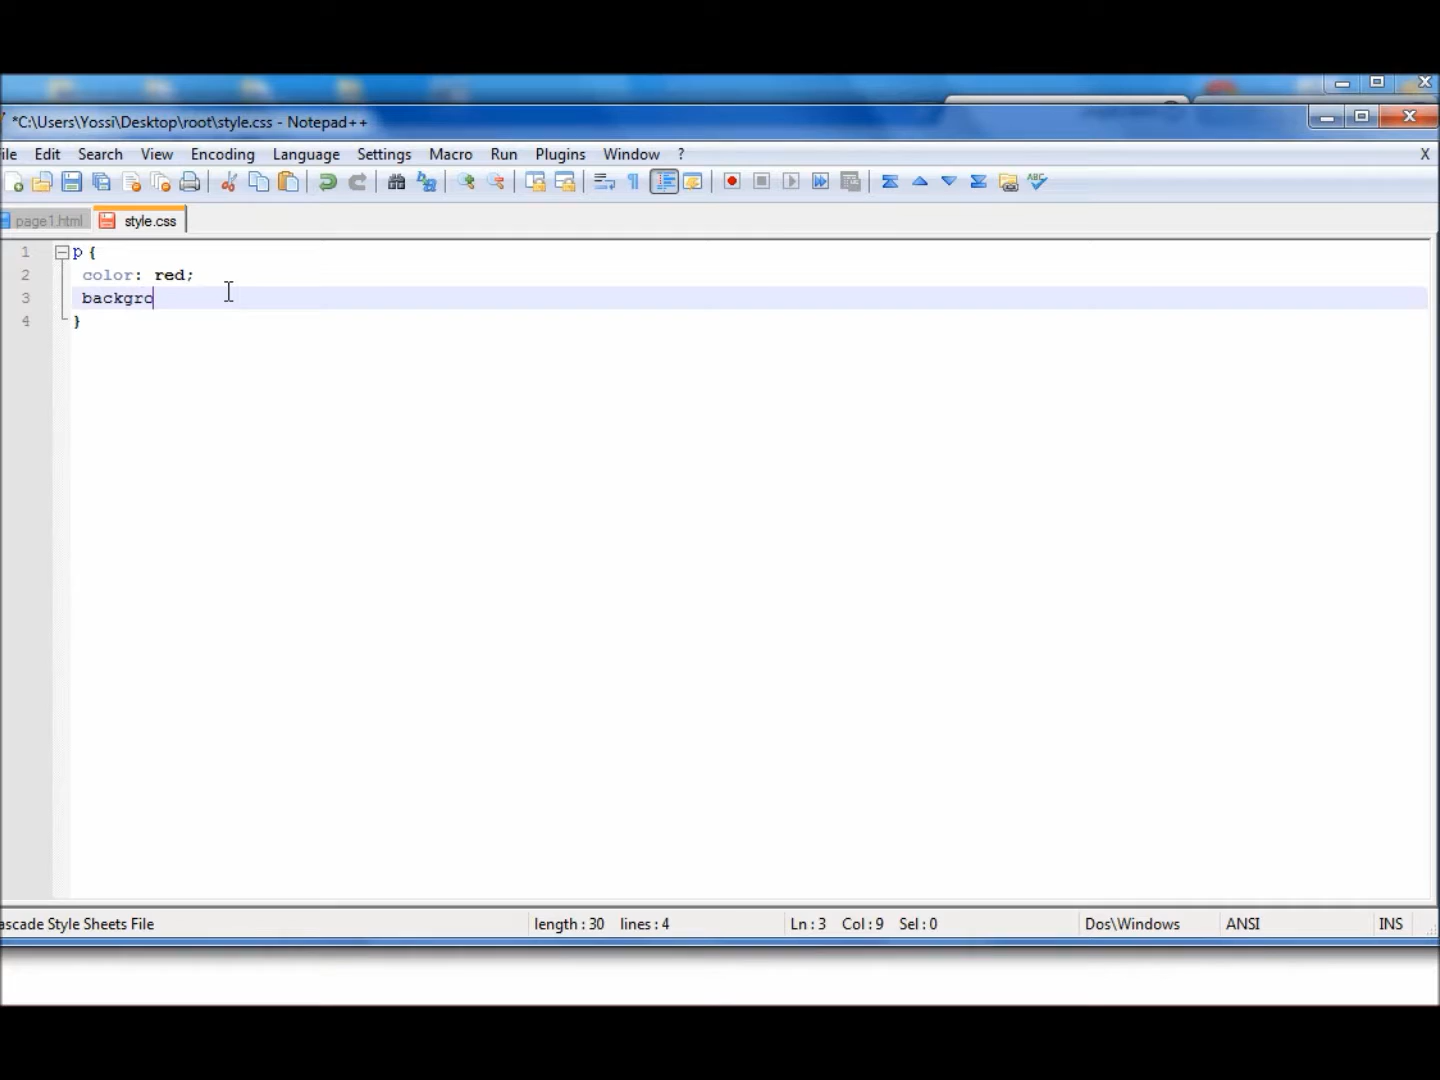 *C:\Users\Yossi\Desktop\root\style.css - Notepad++
ile Edit Search View Encoding Language Settings Macro Run Plugins Window ? X
ABC
page1.html style.css
1 p {
2 color: red;
3 backgro
4 }
ascade Style Sheets File length : 30 lines : 4 Ln : 3 Col : 9 Sel : 0 Dos\Windows ANSI INS